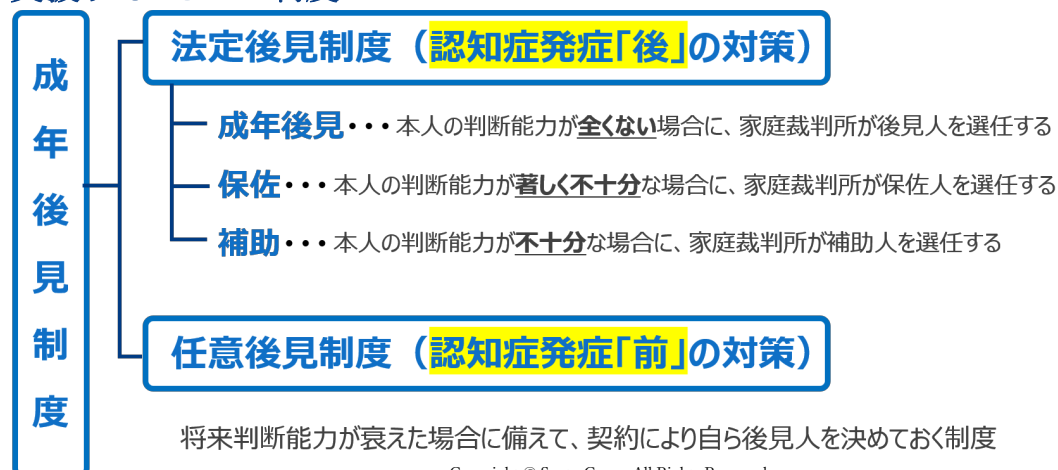 成年後見制度
法定後見制度（認知症発症「後」の対策）
成年後見・・・本人の判断能力が全くない場合に、家庭裁判所が後見人を選任する
保佐・・・本人の判断能力が著しく不十分な場合に、家庭裁判所が保佐人を選任する
補助・・・本人の判断能力が不十分な場合に、家庭裁判所が補助人を選任する
任意後見制度（認知症発症「前」の対策）
将来判断能力が衰えた場合に備えて、契約により自ら後見人を決めておく制度